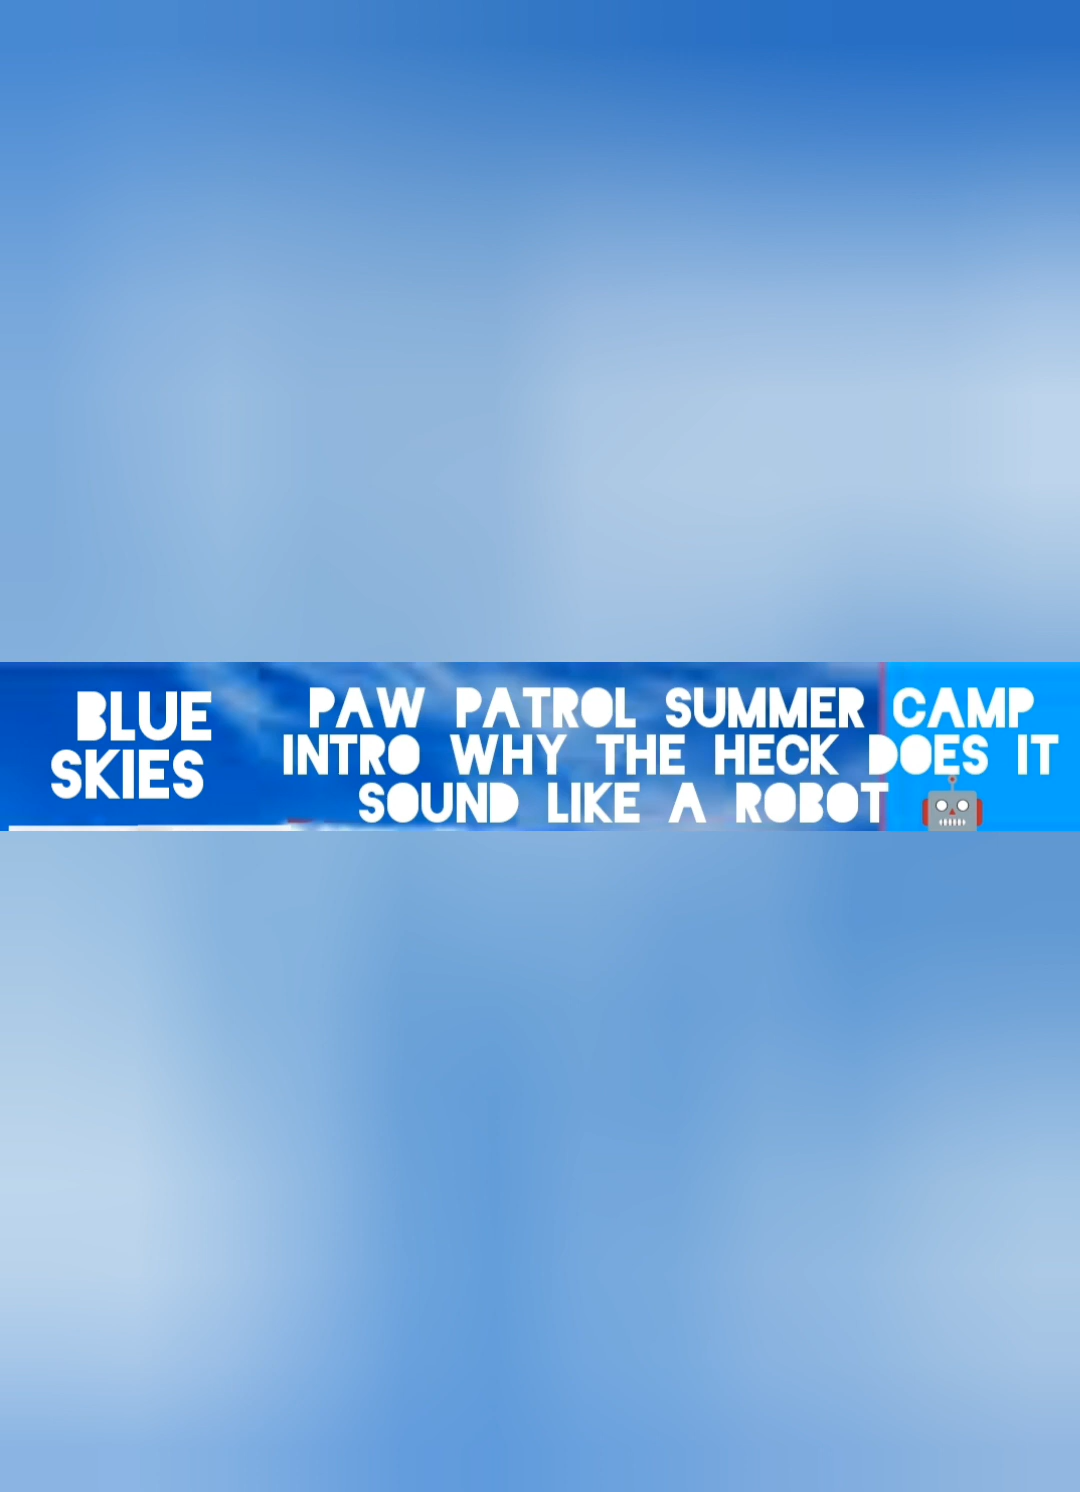 BLUE
SKIES
PAW PATROL SUMMER CAMP
INTRO WHY THE HECK DOES IT
SOUND LIKE A ROBOT 🤖